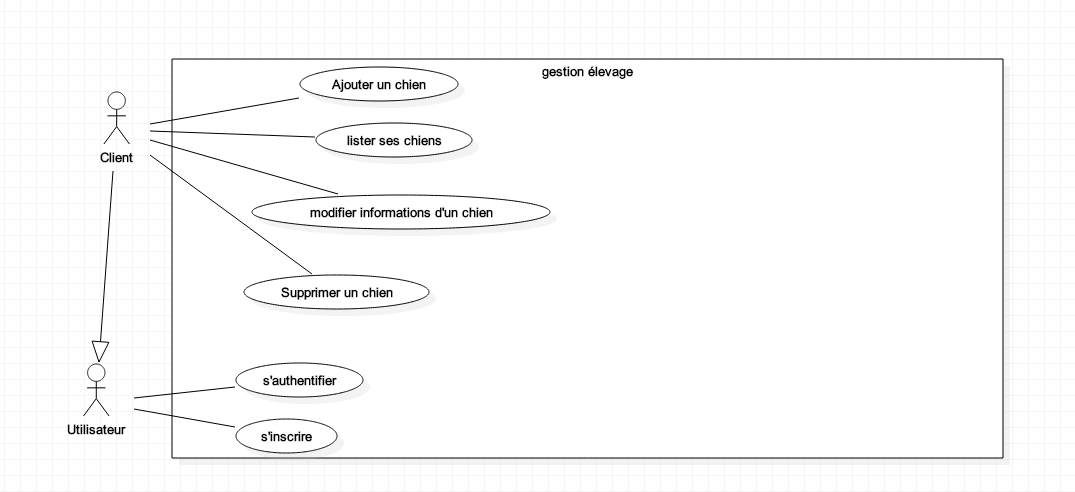 gestion élevage
Ajouter un chien
lister ses chiens
Client
modifier informations d'un chien
Supprimer un chien
s'authentifier
Utilisateur
s'inscrire